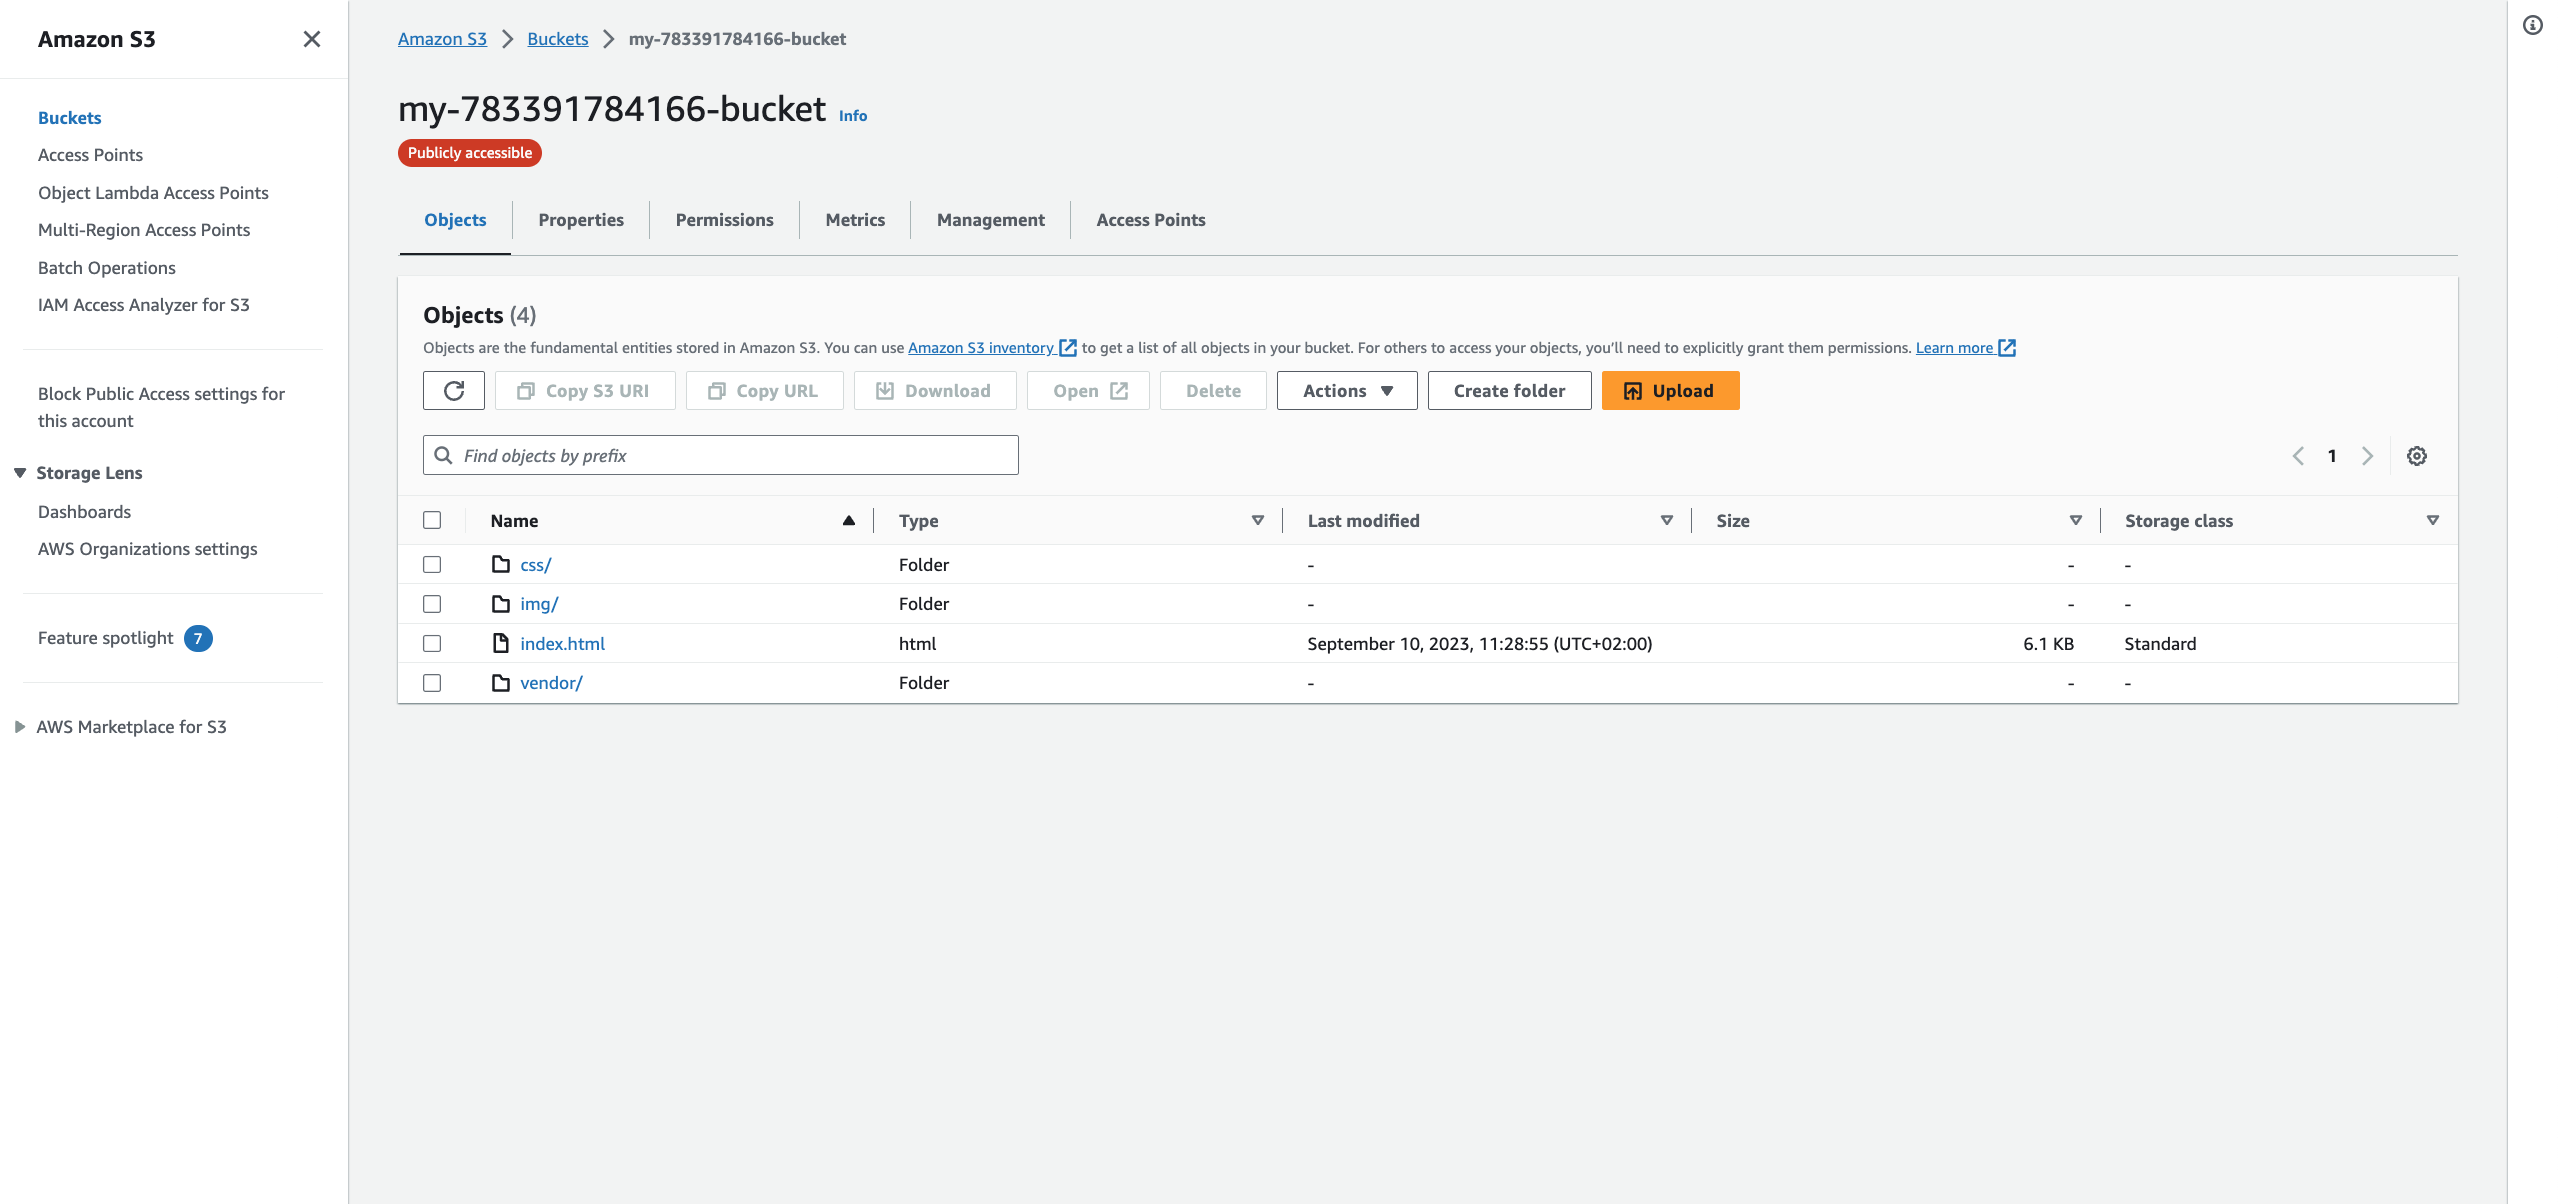 Amazon S3
Buckets
Access Points
Object Lambda Access Points
Multi-Region Access Points
Batch Operations
IAM Access Analyzer for S3
Block Public Access settings for
this account
Storage Lens
Dashboards
AWS Organizations settings
Feature spotlight 7
AWS Marketplace for S3
Amazon S3 Buckets my-783391784166-bucket
my-783391784166-bucket Info
Publicly accessible
Objects Properties Permissions Metrics Management Access Points
Objects (4)
Objects are the fundamental entities stored in Amazon S3. You can use Amazon S3 inventory to get a list of all objects in your bucket. For others to access your objects, you'll need to explicitly grant them permissions. Learn more
Copy S3 URI Copy URL Download Open Delete Actions Create folder Upload
Find objects by prefix 1
Name Type Last modified Size Storage class
css/ Folder - - -
img/ Folder - - -
index.html html September 10, 2023, 11:28:55 (UTC+02:00) 6.1 KB Standard
vendor/ Folder - - -